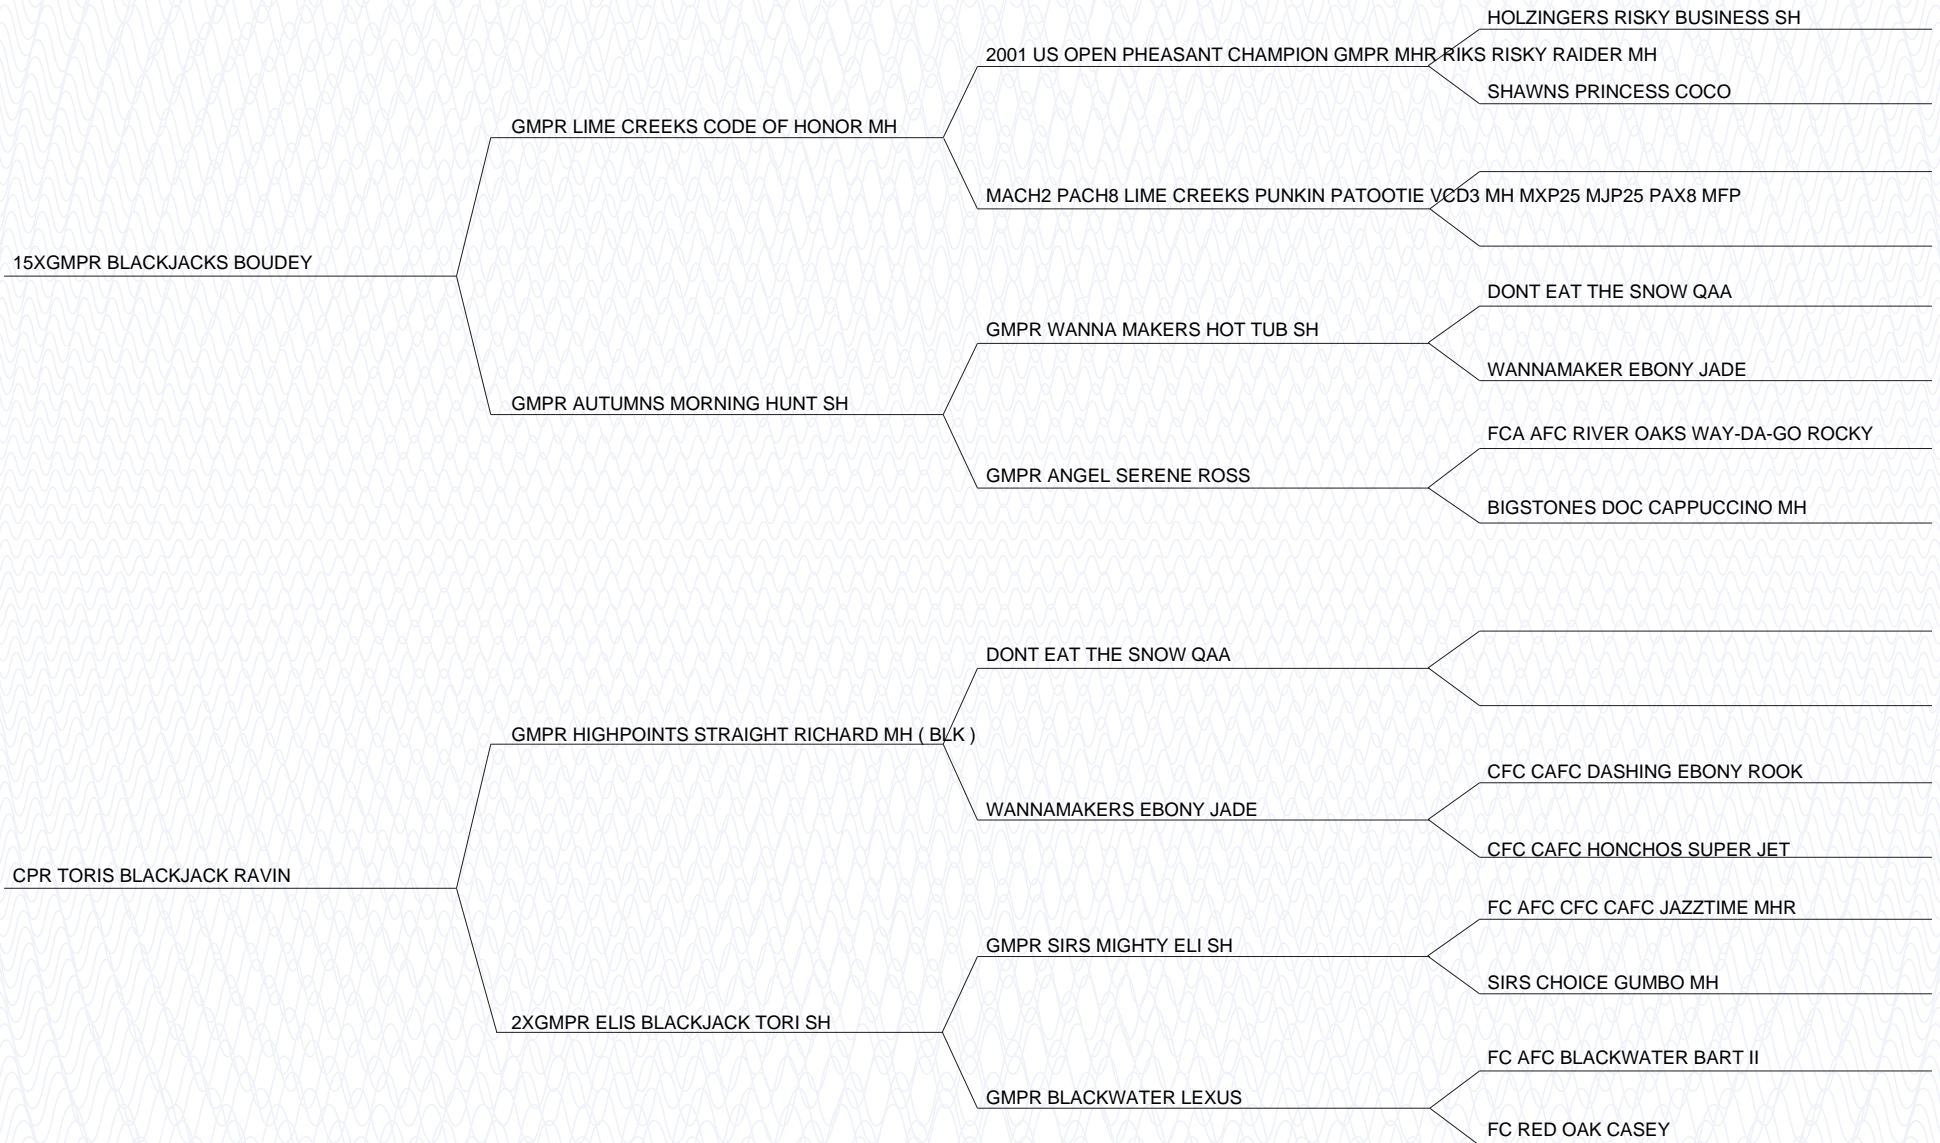 HOLZINGERS RISKY BUSINESS SH
2001 US OPEN PHEASANT CHAMPION GMPR MHR RIKS RISKY RAIDER MH
SHAWNS PRINCESS COCO
GMPR LIME CREEKS CODE OF HONOR MH
MACH2 PACH8 LIME CREEKS PUNKIN PATOOTIE VCD3 MH MXP25 MJP25 PAX8 MFP
15XGMPR BLACKJACKS BOUDEY
DONT EAT THE SNOW QAA
GMPR WANNA MAKERS HOT TUB SH
WANNAMAKER EBONY JADE
GMPR AUTUMNS MORNING HUNT SH
FCA AFC RIVER OAKS WAY-DA-GO ROCKY
GMPR ANGEL SERENE ROSS
BIGSTONES DOC CAPPUCCINO MH
DONT EAT THE SNOW QAA
GMPR HIGHPOINTS STRAIGHT RICHARD MH ( BLK )
CFC CAFC DASHING EBONY ROOK
WANNAMAKERS EBONY JADE
CFC CAFC HONCHOS SUPER JET
CPR TORIS BLACKJACK RAVIN
FC AFC CFC CAFC JAZZTIME MHR
GMPR SIRS MIGHTY ELI SH
SIRS CHOICE GUMBO MH
2XGMPR ELIS BLACKJACK TORI SH
FC AFC BLACKWATER BART II
GMPR BLACKWATER LEXUS
FC RED OAK CASEY